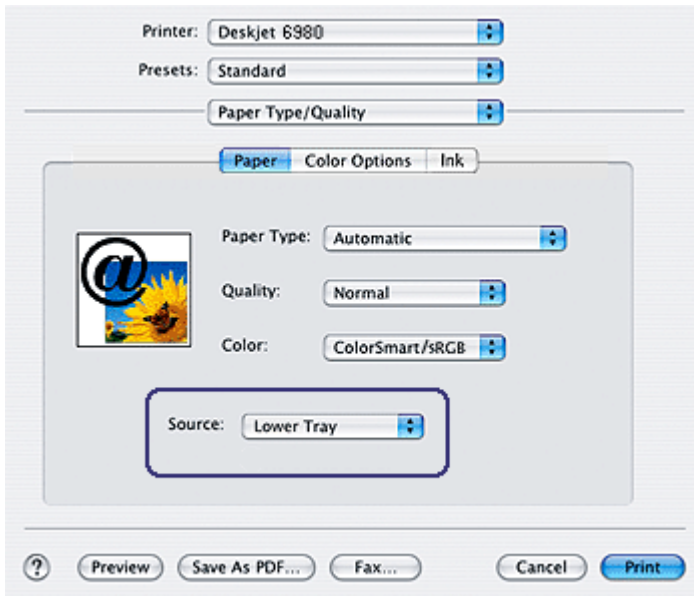 Printer: Deskjet 6980
Presets: Standard
Paper Type/Quality
Paper Color Options Ink
Paper Type: Automatic
@
Quality: Normal
Color: ColorSmart/sRGB
Source: Lower Tray
? Preview Save As PDF... Fax... Cancel Print